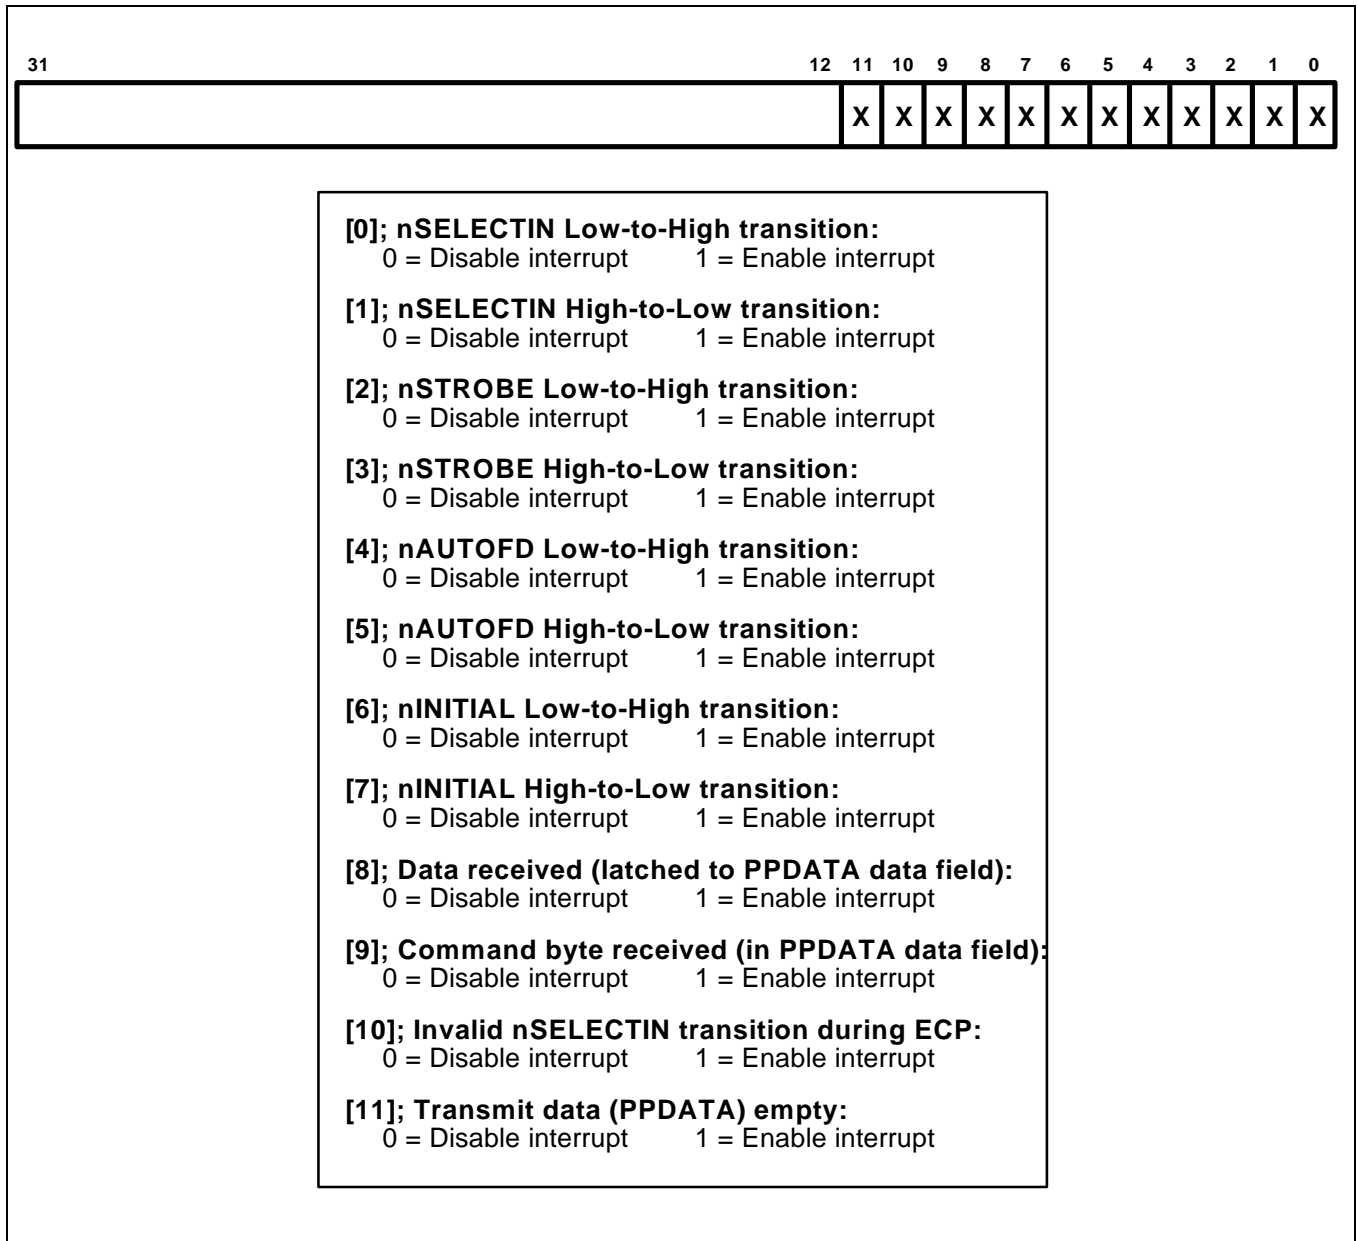 31 12 11 10 9 8 7 6 5 4 3 2 1 0
X X X X X X X X X X X X
[0]; nSELECTIN Low-to-High transition:
0 = Disable interrupt 1 = Enable interrupt
[1]; nSELECTIN High-to-Low transition:
0 = Disable interrupt 1 = Enable interrupt
[2]; nSTROBE Low-to-High transition:
0 = Disable interrupt 1 = Enable interrupt
[3]; nSTROBE High-to-Low transition:
0 = Disable interrupt 1 = Enable interrupt
[4]; nAUTOFD Low-to-High transition:
0 = Disable interrupt 1 = Enable interrupt
[5]; nAUTOFD High-to-Low transition:
0 = Disable interrupt 1 = Enable interrupt
[6]; nINITIAL Low-to-High transition:
0 = Disable interrupt 1 = Enable interrupt
[7]; nINITIAL High-to-Low transition:
0 = Disable interrupt 1 = Enable interrupt
[8]; Data received (latched to PPDATA data field):
0 = Disable interrupt 1 = Enable interrupt
[9]; Command byte received (in PPDATA data field):
0 = Disable interrupt 1 = Enable interrupt
[10]; Invalid nSELECTIN transition during ECP:
0 = Disable interrupt 1 = Enable interrupt
[11]; Transmit data (PPDATA) empty:
0 = Disable interrupt 1 = Enable interrupt